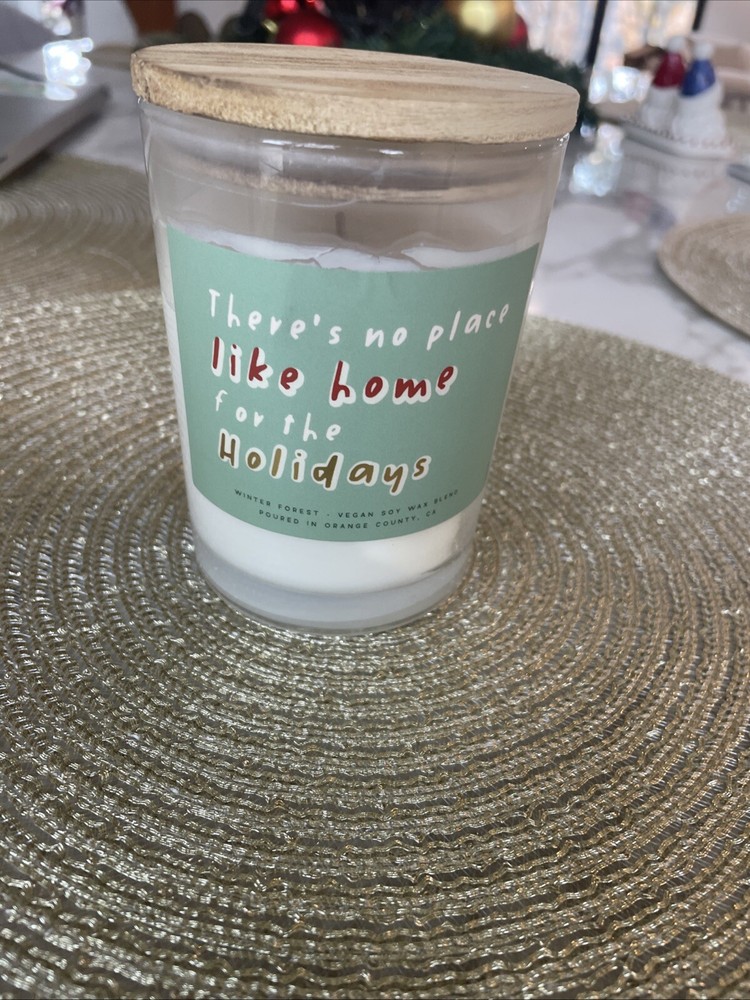 There's no place
like home
for the
Holidays
WINTER FOREST - VEGAN SOY WAX BLEND
POURED IN ORANGE COUNTY, CA